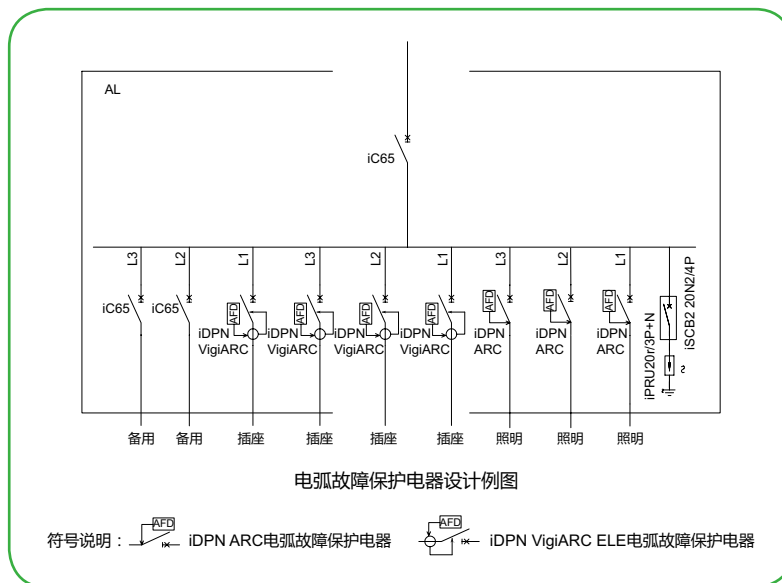 AL
iC65
L3
L2
L1
L3
L2
L1
L3
L2
L1
iC65
iC65
AFD
iDPN
VigiARC
AFD
iDPN
VigiARC
AFD
iDPN
VigiARC
AFD
iDPN
VigiARC
AFD
iDPN
ARC
AFD
iDPN
ARC
AFD
iDPN
ARC
iPRU20r/3P+N
iSCB2 20N2/4P
备用
备用
插座
插座
插座
插座
照明
照明
照明
电弧故障保护电器设计例图
符号说明：
AFD
iDPN ARC电弧故障保护电器
AFD
iDPN VigiARC ELE电弧故障保护电器